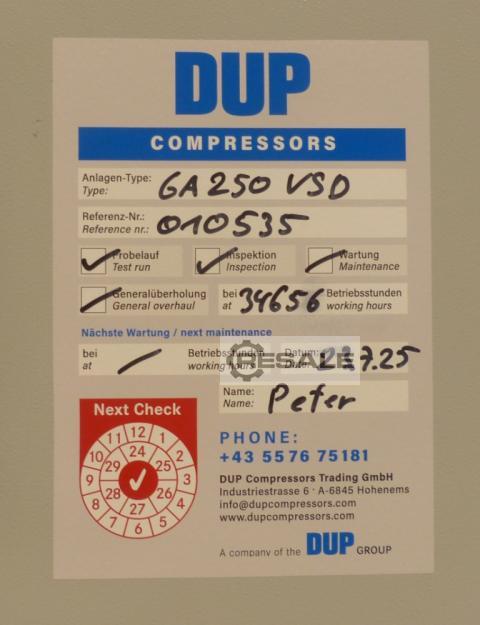 DUP
COMPRESSORS
Anlagen-Type: GA 250 VSD
Type:
Referenz-Nr.: 010535
Reference nr.:
Probelauf Inspektion Wartung
Test run Inspection Maintenance
Generalüberholung bei 34656 Betriebsstunden
General overhaul at working hours
Nächste Wartung / next maintenance
bei Betriebsstunden Datum:
at working hours Date: 7.25
RESALE
Name: Peter
Name:
Next Check
11 12 1
10 24 2
29 25
9 3
28 26
8 27 4
7 6 5
PHONE:
+43 5576 75181
DUP Compressors Trading GmbH
Industriestrasse 6 · A-6845 Hohenems
info@dupcompressors.com
www.dupcompressors.com
A company of the DUP GROUP